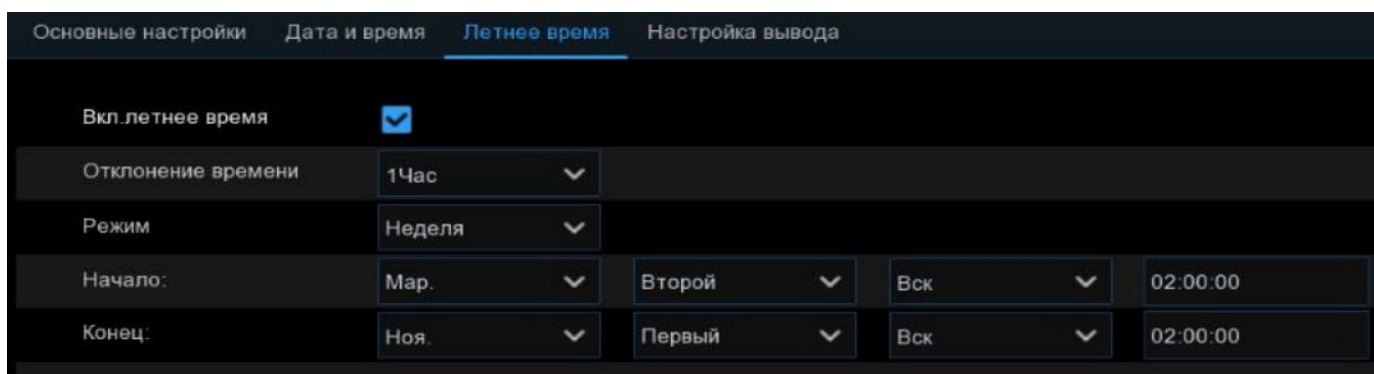 Основные настройки Дата и время Летнее время Настройка вывода
Вкл.летнее время
Отклонение времени 1Час
Режим Неделя
Начало: Мар. Второй Вск 02:00:00
Конец: Ноя. Первый Вск 02:00:00